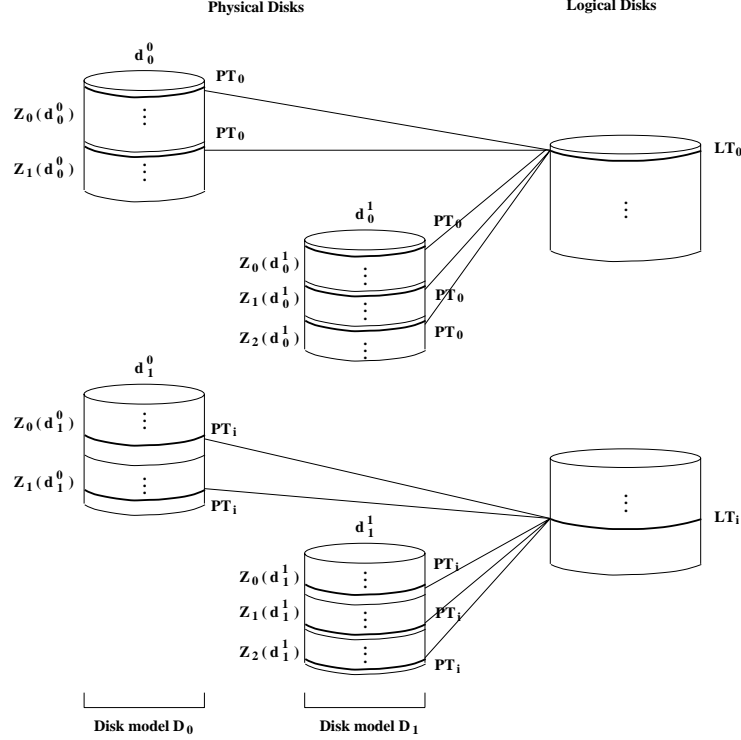 Physical Disks
Logical Disks
d_0^0
PT_0
Z_0(d_0^0)
PT_0
LT_0
Z_1(d_0^0)
d_0^1
PT_0
Z_0(d_0^1)
Z_1(d_0^1)
PT_0
Z_2(d_0^1)
PT_0
d_1^0
Z_0(d_1^0)
PT_i
Z_1(d_1^0)
PT_i
LT_i
d_1^1
PT_i
Z_0(d_1^1)
Z_1(d_1^1)
PT_i
Z_2(d_1^1)
PT_i
Disk model D_0
Disk model D_1